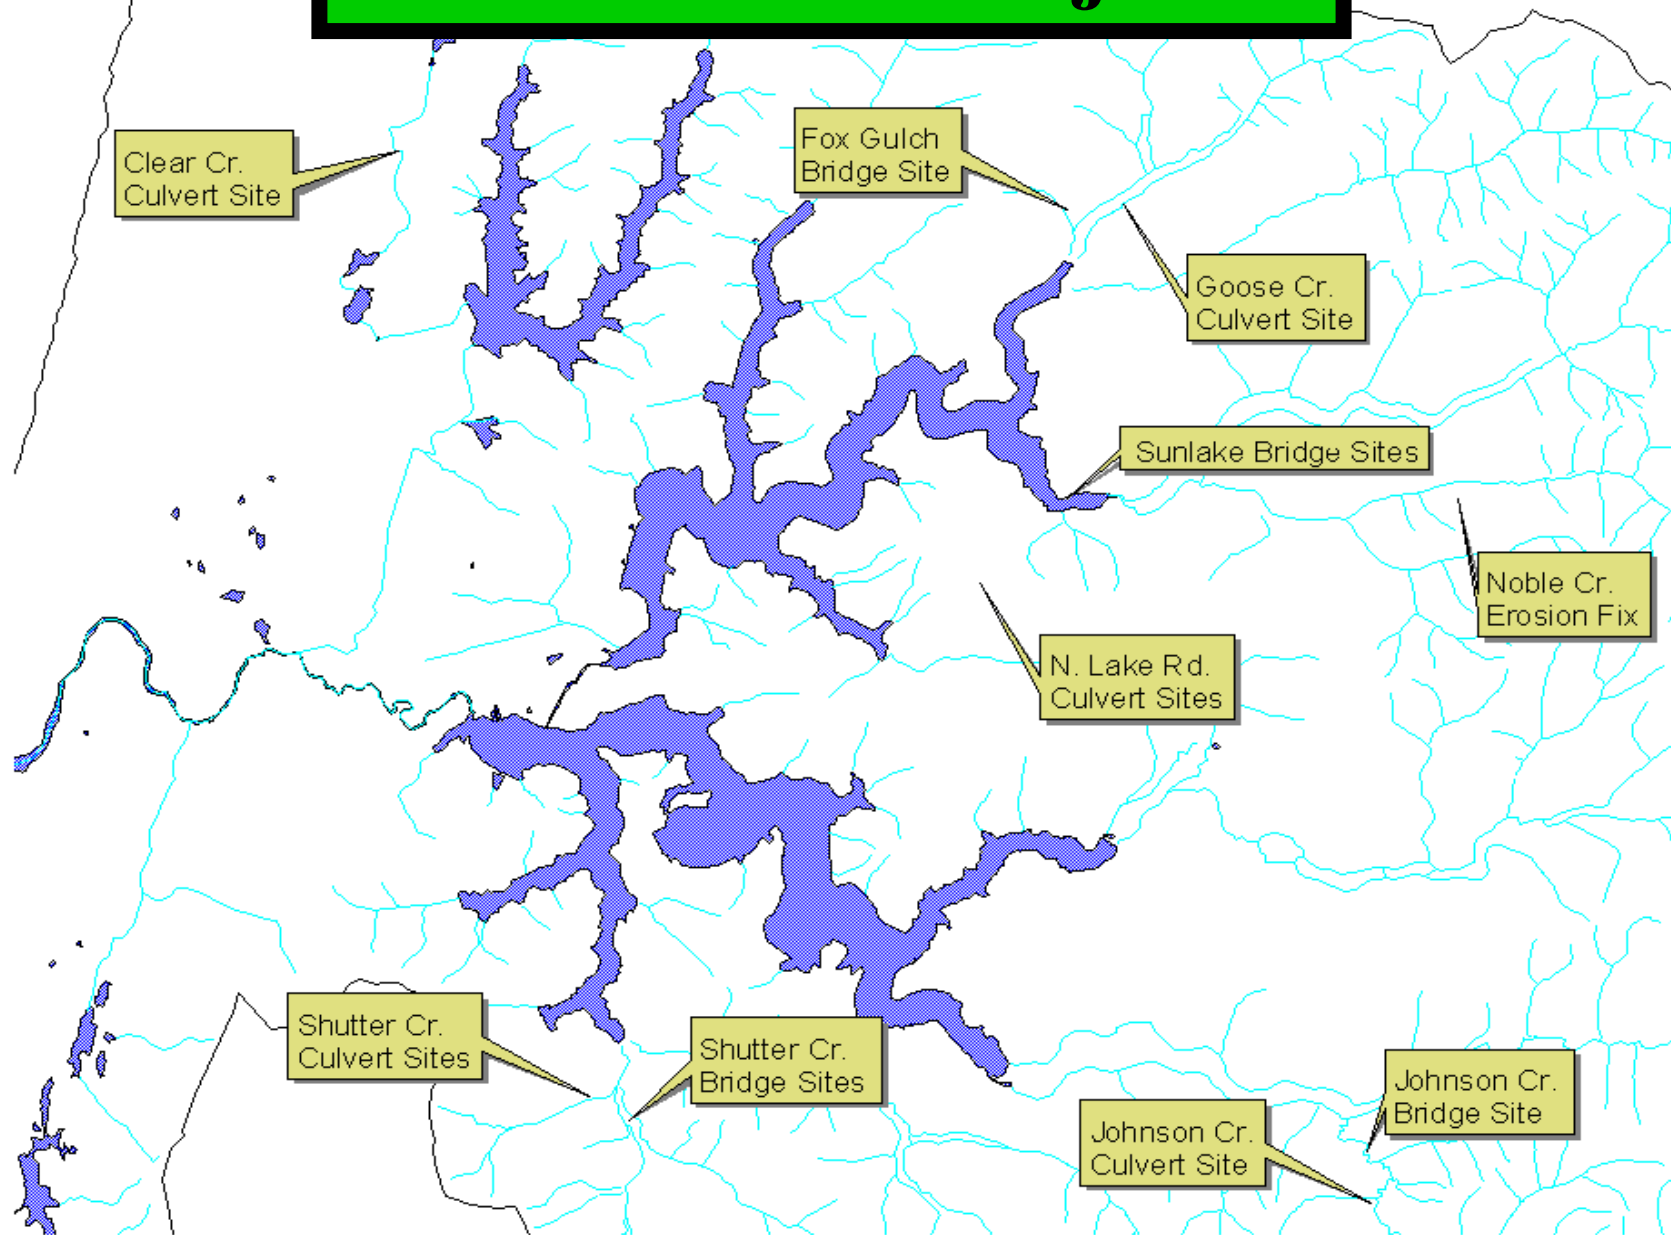 Clear Cr.
Culvert Site
Fox Gulch
Bridge Site
Goose Cr.
Culvert Site
Sunlake Bridge Sites
Noble Cr.
Erosion Fix
N. Lake Rd.
Culvert Sites
Shutter Cr.
Culvert Sites
Shutter Cr.
Bridge Sites
Johnson Cr.
Bridge Site
Johnson Cr.
Culvert Site